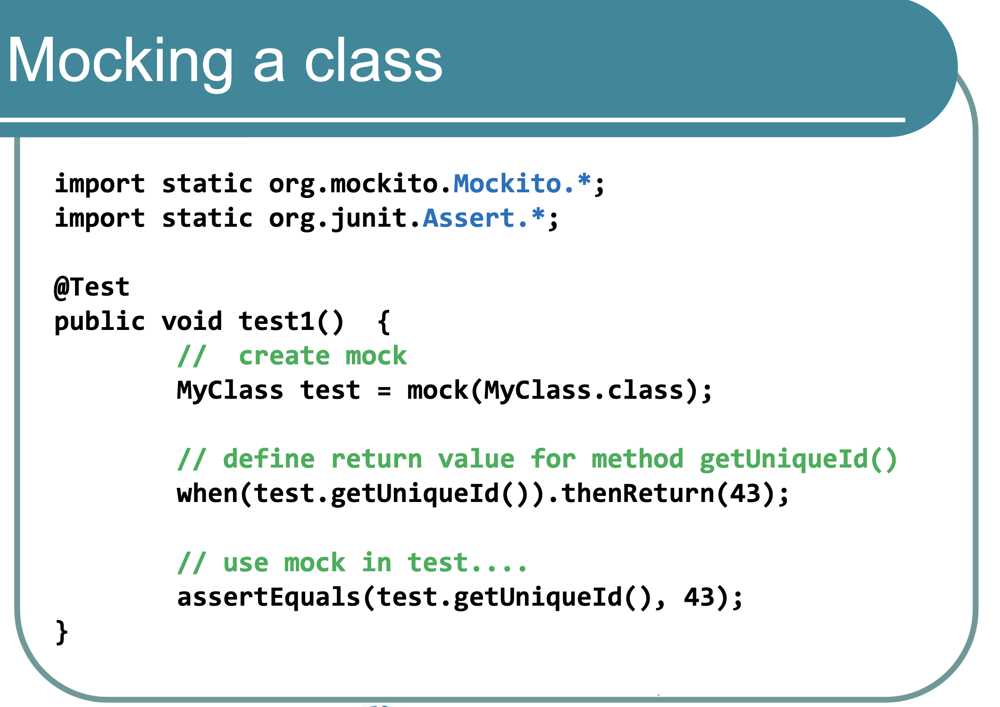 Mocking a class
import static org.mockito.Mockito.*;
import static org.junit.Assert.*;
@Test
public void test1()  {
//  create mock
MyClass test = mock(MyClass.class);
// define return value for method getUniqueId()
when(test.getUniqueId()).thenReturn(43);
// use mock in test....
assertEquals(test.getUniqueId(), 43);
}